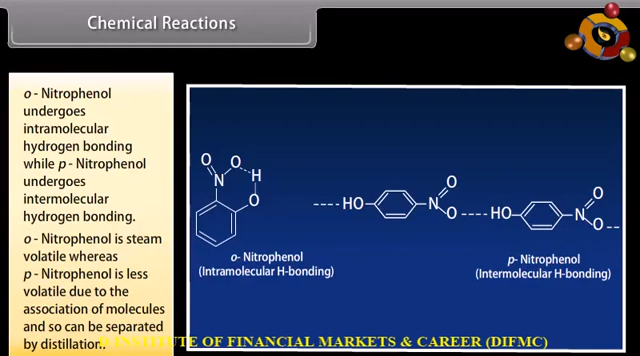 Chemical Reactions
o - Nitrophenol
undergoes
intramolecular
hydrogen bonding
while p - Nitrophenol
undergoes
intermolecular
hydrogen bonding.
o - Nitrophenol is steam
volatile whereas
p - Nitrophenol is less
volatile due to the
association of molecules
and so can be separated
by distillation..
O
O
H
N
O
o - Nitrophenol
(Intramolecular H-bonding)
HO
N
O
O
HO
N
O
O
p - Nitrophenol
(Intermolecular H-bonding)
INSTITUTE OF FINANCIAL MARKETS & CAREER (DIFMC)